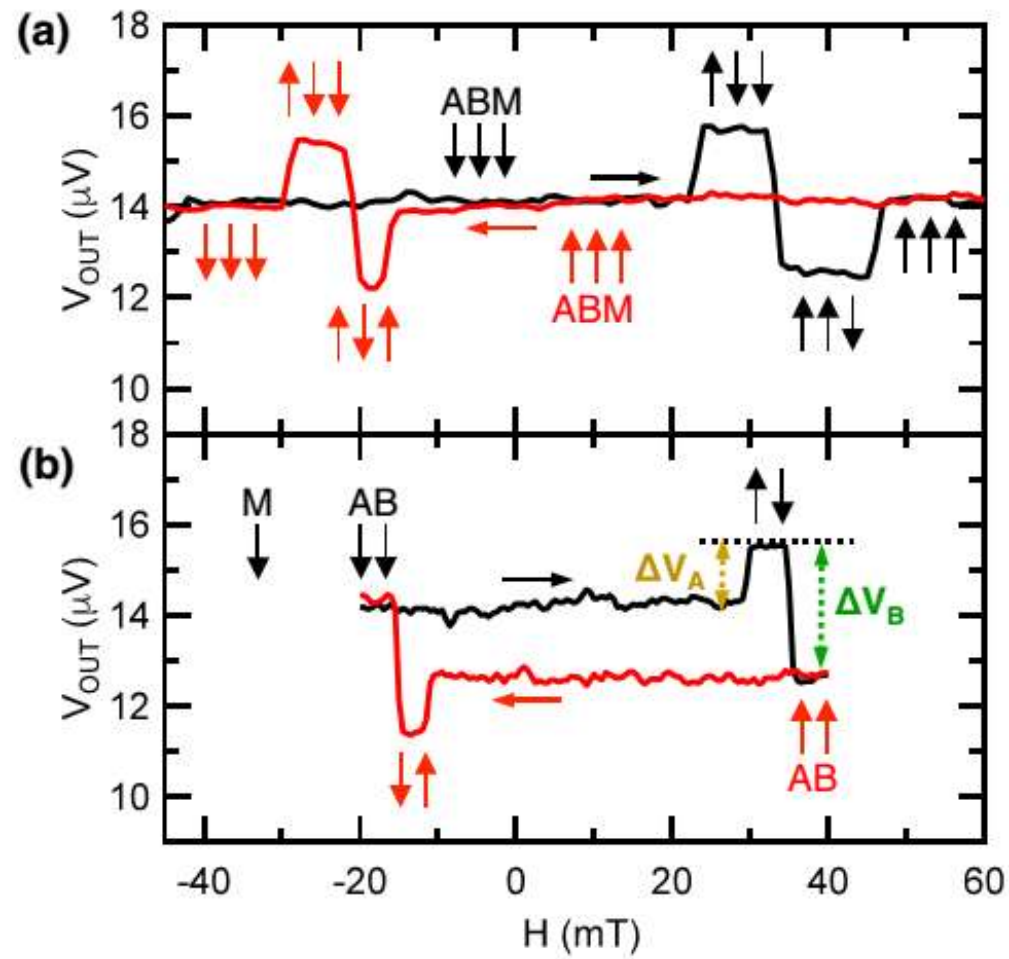 (a)
18
16
14
12
10
V_OUT (μV)
ABM
ABM
(b)
18
16
14
12
10
V_OUT (μV)
M
AB
ΔV_A
ΔV_B
AB
-40
-20
0
20
40
60
H (mT)